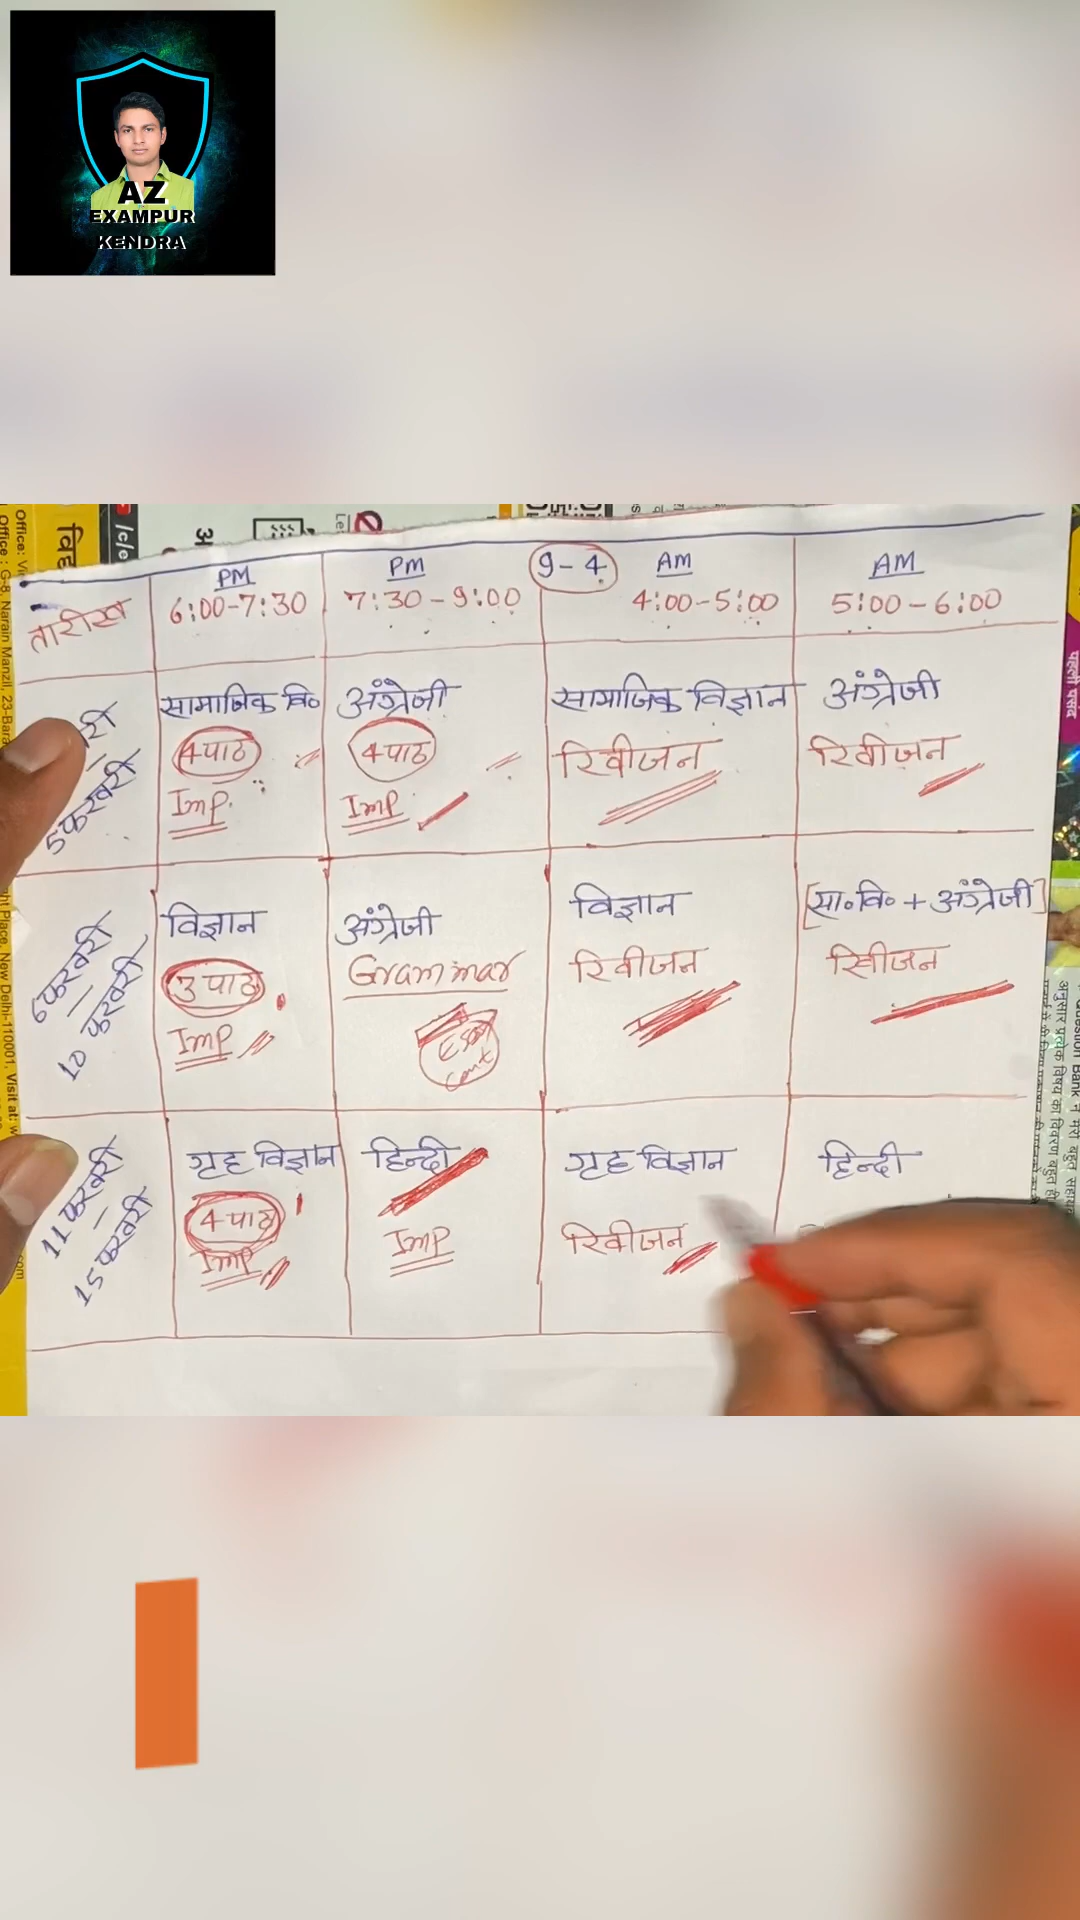 AZ
EXAMPUR
KENDRA
तारीख
PM
6:00-7:30
PM
7:30-9:00
9-4
AM
4:00-5:00
AM
5:00-6:00
5 फरवरी
सामाजिक वि०
4 पाठ
Imp.
अंग्रेजी
4 पाठ
Imp
सामाजिक विज्ञान
रिवीजन
अंग्रेजी
रिवीजन
6 फरवरी
-
10 फरवरी
विज्ञान
3 पाठ
Imp
अंग्रेजी
Grammar
विज्ञान
रिवीजन
[सा०वि० + अंग्रेजी]
रिवीजन
11 फरवरी
-
15 फरवरी
गृह विज्ञान
4 पाठ
Imp
हिन्दी
Imp
गृह विज्ञान
रिवीजन
हिन्दी